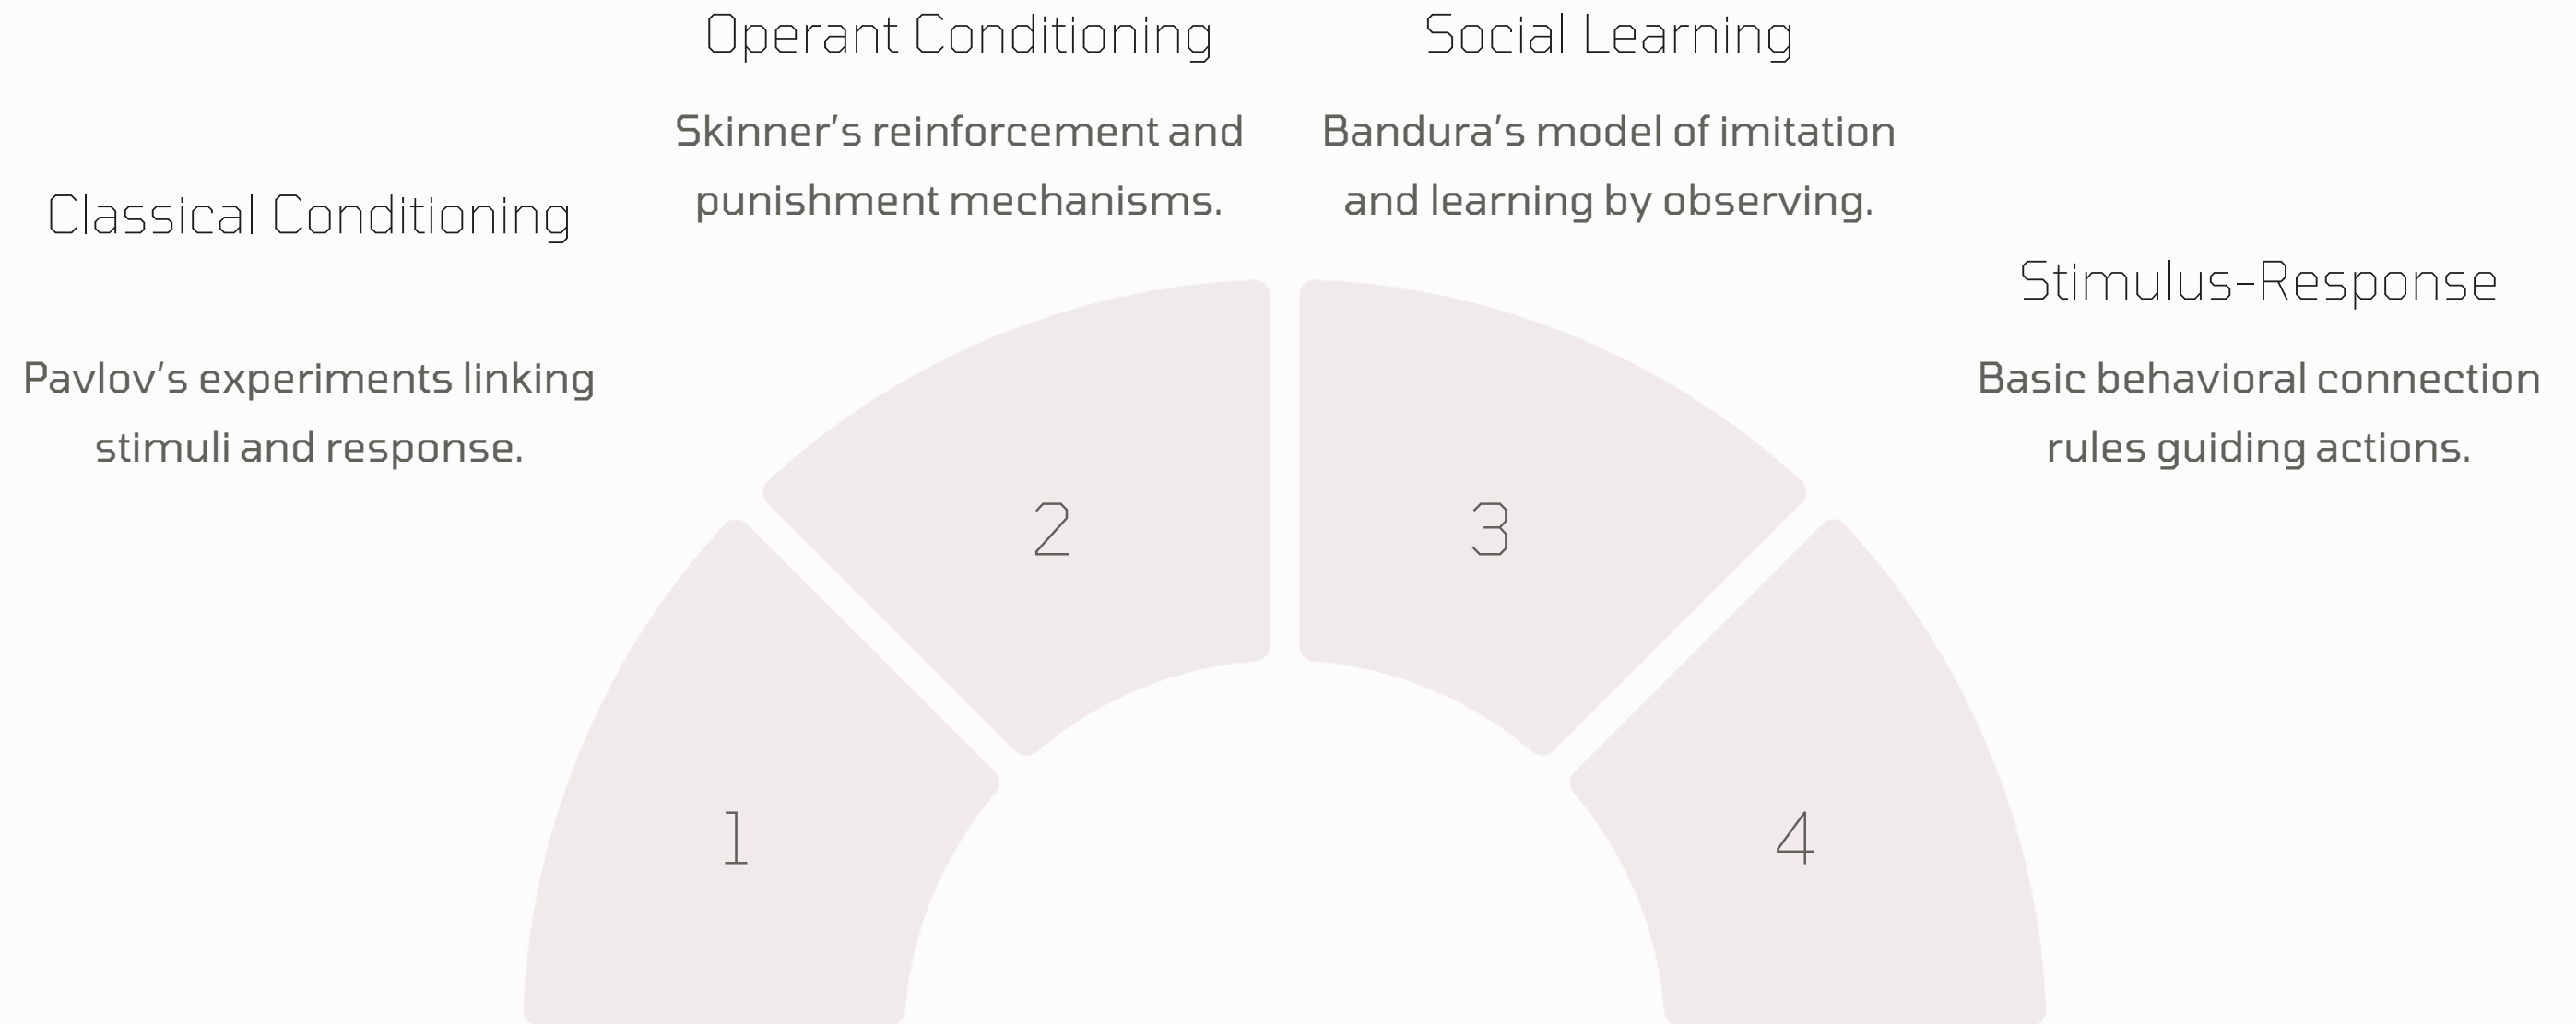 Classical Conditioning
Pavlov’s experiments linking
stimuli and response.
Operant Conditioning
Skinner’s reinforcement and
punishment mechanisms.
Social Learning
Bandura’s model of imitation
and learning by observing.
Stimulus-Response
Basic behavioral connection
rules guiding actions.
1
2
3
4